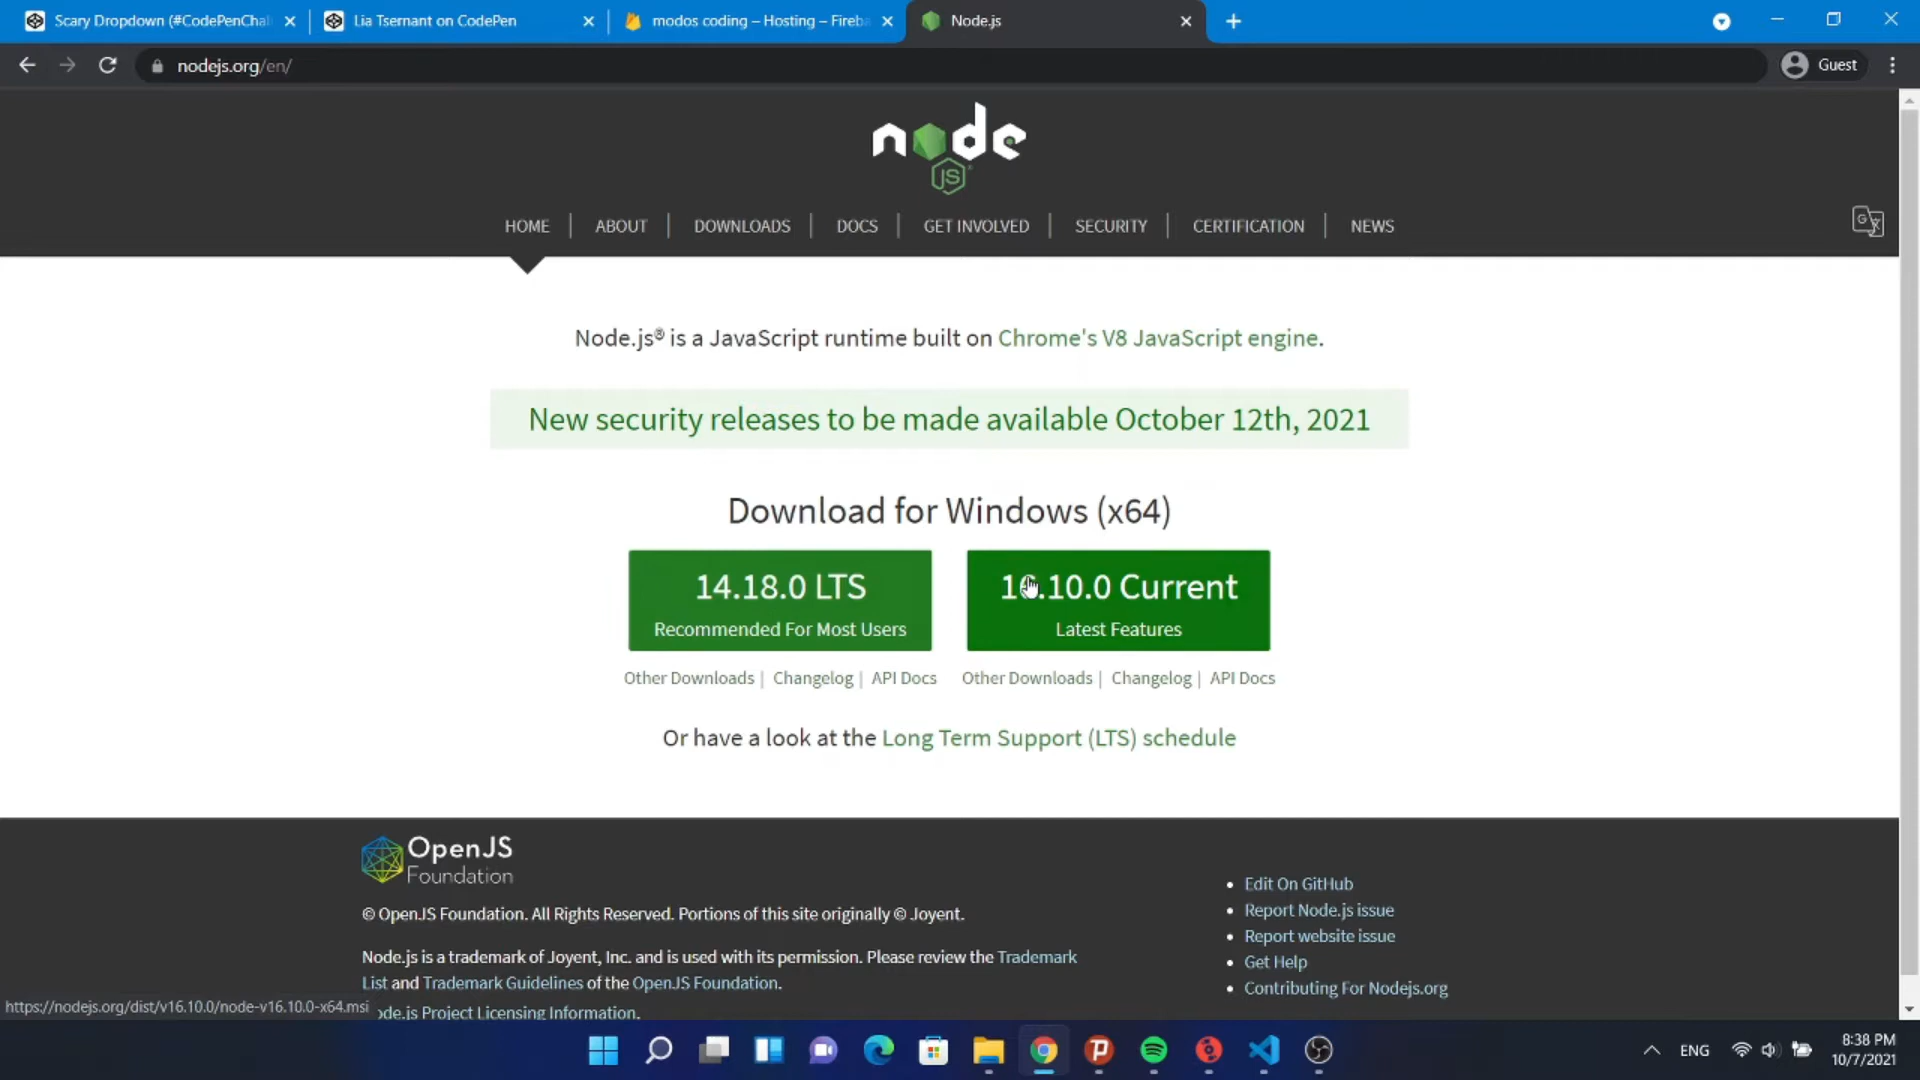 Scary Dropdown (#CodePenChal
Lia Tsernant on CodePen
modos coding – Hosting – Fireba
Node.js
nodejs.org/en/
Guest
node
JS
HOME
ABOUT
DOWNLOADS
DOCS
GET INVOLVED
SECURITY
CERTIFICATION
NEWS
Node.js® is a JavaScript runtime built on Chrome's V8 JavaScript engine.
New security releases to be made available October 12th, 2021
Download for Windows (x64)
14.18.0 LTS
Recommended For Most Users
16.10.0 Current
Latest Features
Other Downloads | Changelog | API Docs
Other Downloads | Changelog | API Docs
Or have a look at the Long Term Support (LTS) schedule
OpenJS
Foundation
© OpenJS Foundation. All Rights Reserved. Portions of this site originally © Joyent.
Node.js is a trademark of Joyent, Inc. and is used with its permission. Please review the Trademark
List and Trademark Guidelines of the OpenJS Foundation.
ode.js Project Licensing Information.
• Edit On GitHub
• Report Node.js issue
• Report website issue
• Get Help
• Contributing For Nodejs.org
https://nodejs.org/dist/v16.10.0/node-v16.10.0-x64.msi
ENG
8:38 PM
10/7/2021